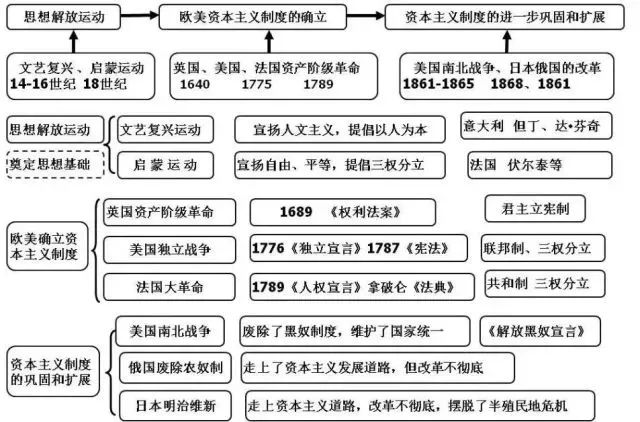 思想解放运动
欧美资本主义制度的确立
资本主义制度的进一步巩固和扩展
文艺复兴、启蒙运动
14-16世纪 18世纪
英国、美国、法国资产阶级革命
1640 1775 1789
美国南北战争、日本俄国的改革
1861-1865 1868、1861
思想解放运动
文艺复兴运动
宣扬人文主义，提倡以人为本
意大利 但丁、达·芬奇
奠定思想基础
启蒙运动
宣扬自由、平等，提倡三权分立
法国 伏尔泰等
欧美确立资
本主义制度
英国资产阶级革命
1689 《权利法案》
君主立宪制
美国独立战争
1776《独立宣言》1787《宪法》
联邦制、三权分立
法国大革命
1789《人权宣言》拿破仑《法典》
共和制 三权分立
资本主义制度
的巩固和扩展
美国南北战争
废除了黑奴制度，维护了国家统一
《解放黑奴宣言》
俄国废除农奴制
走上了资本主义发展道路，但改革不彻底
日本明治维新
走上资本主义道路，改革不彻底，摆脱了半殖民地危机